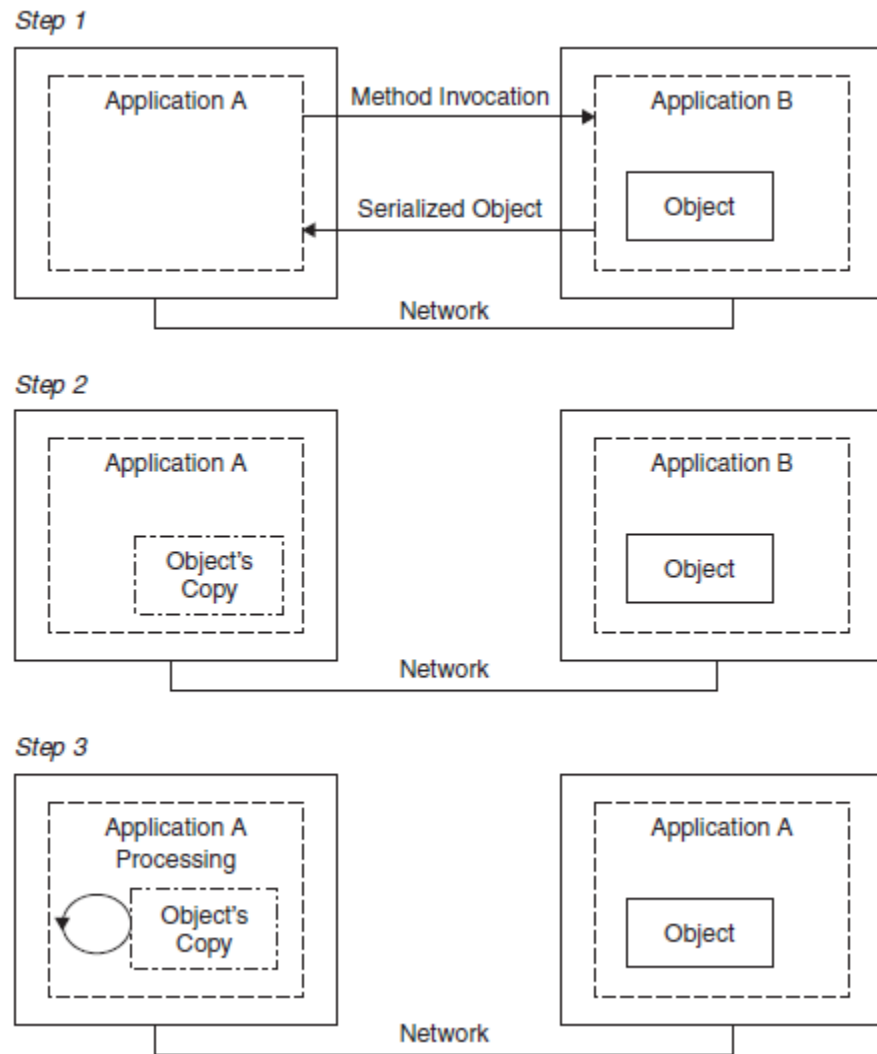 Step 1
Application A
Method Invocation
Application B
Serialized Object
Object
Network
Step 2
Application A
Application B
Object's
Copy
Object
Network
Step 3
Application A
Processing
Application A
Object's
Copy
Object
Network